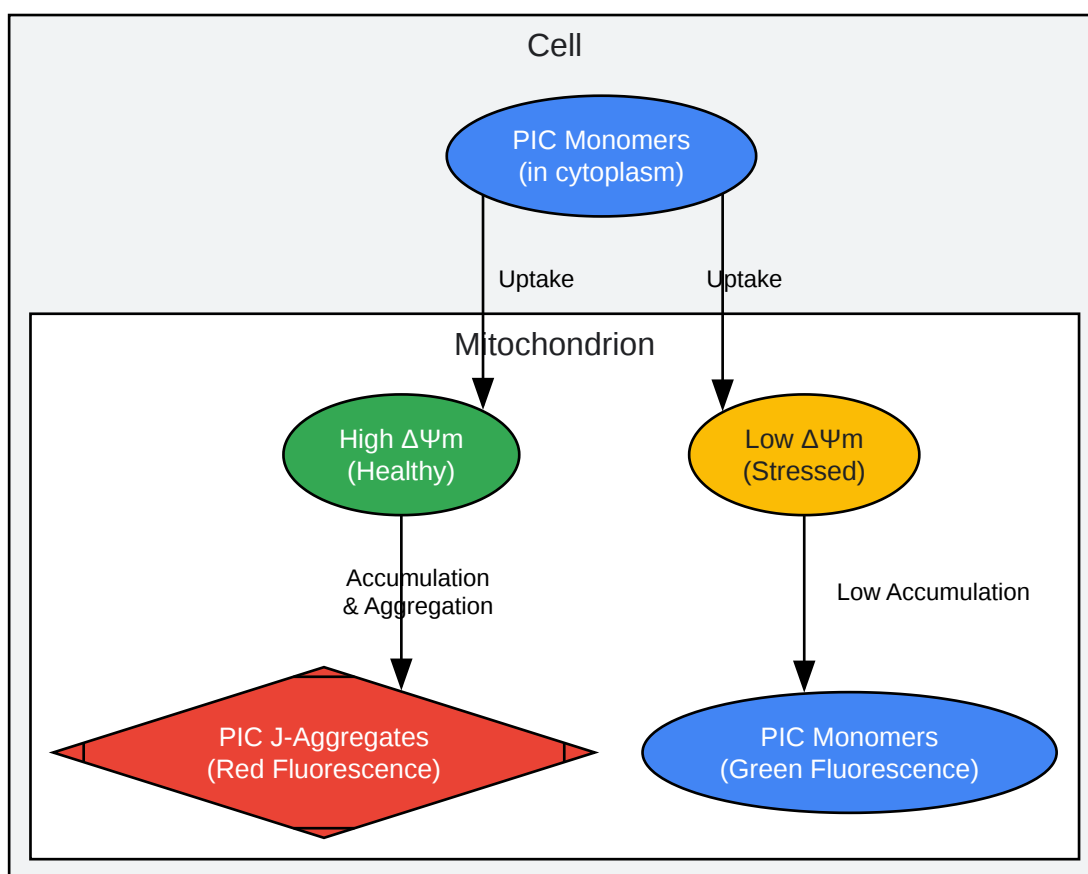 Cell
PIC Monomers
(in cytoplasm)
Uptake
Uptake
Mitochondrion
High ΔΨm
(Healthy)
Low ΔΨm
(Stressed)
Accumulation
& Aggregation
Low Accumulation
PIC J-Aggregates
(Red Fluorescence)
PIC Monomers
(Green Fluorescence)